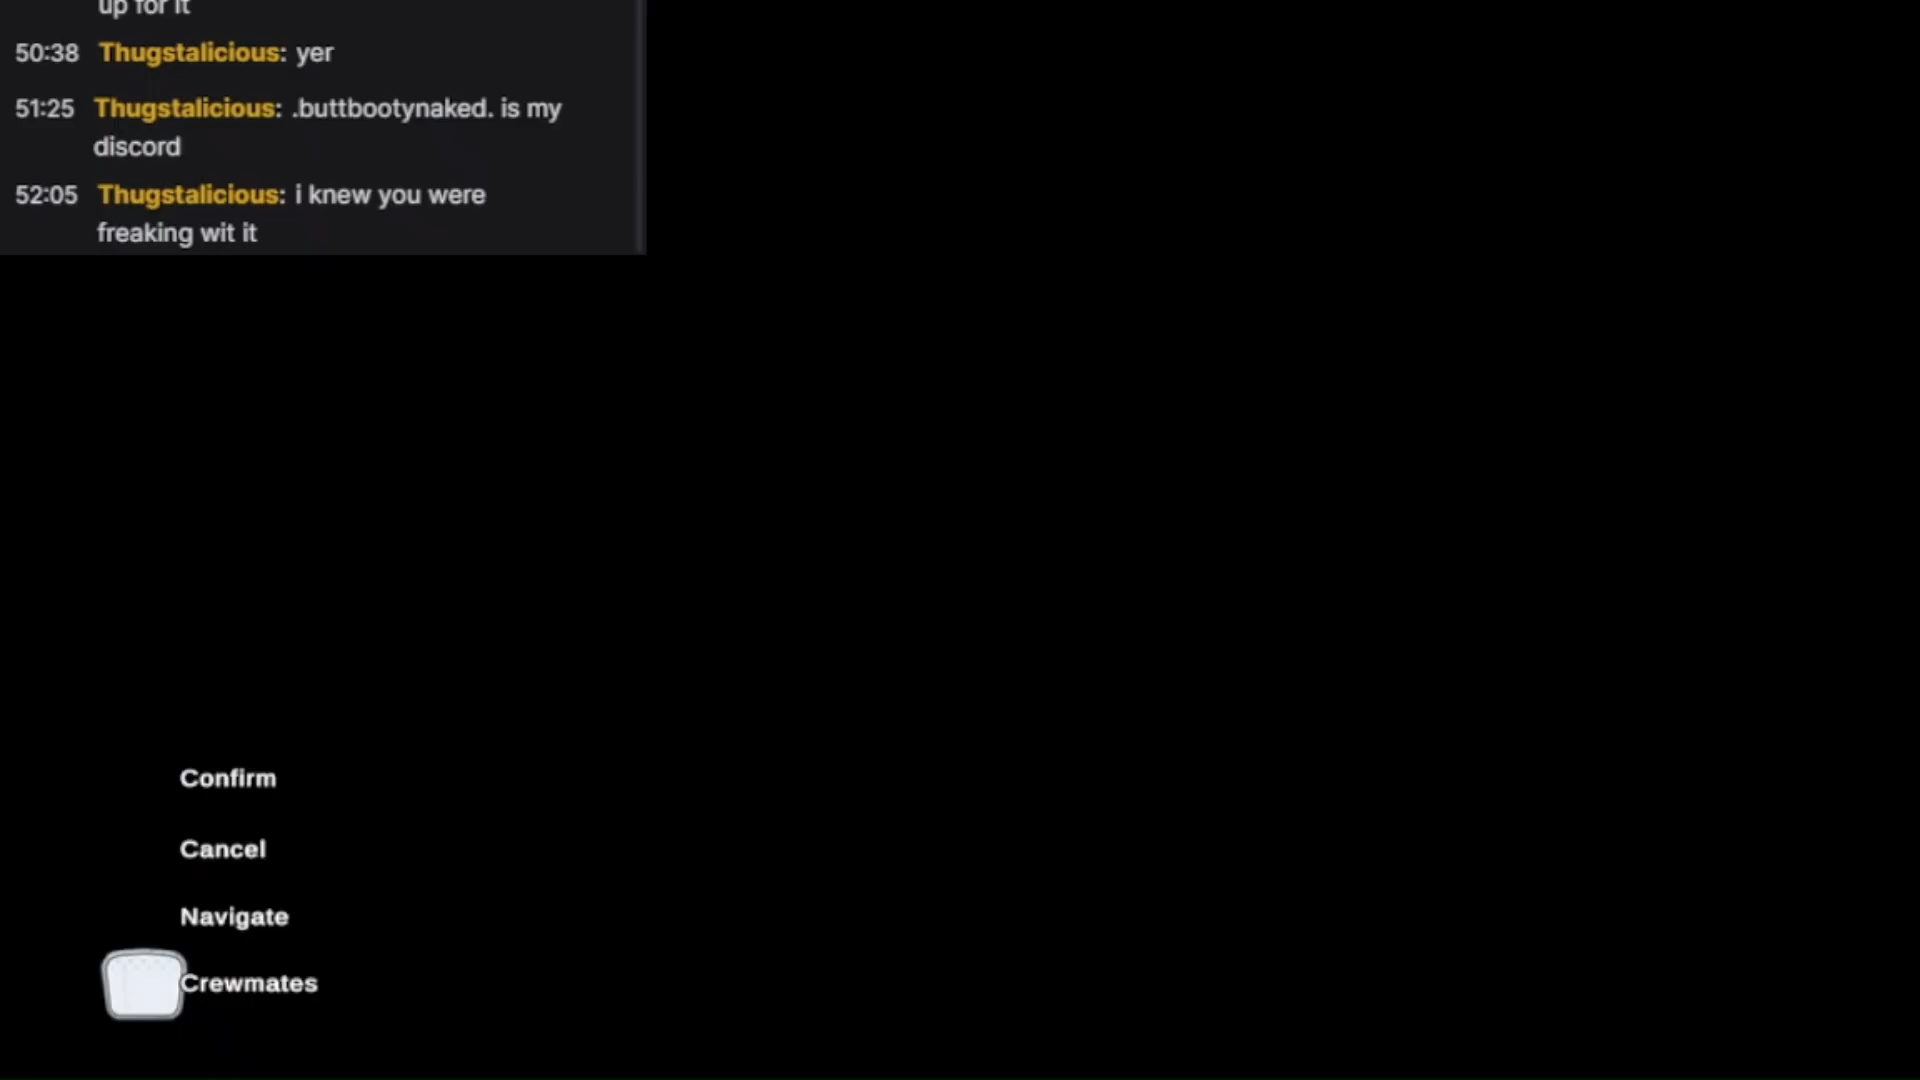 up for it
50:38 Thugstalicious: yer
51:25 Thugstalicious: .buttbootynaked. is my
discord
52:05 Thugstalicious: i knew you were
freaking wit it
Confirm
Cancel
Navigate
Crewmates